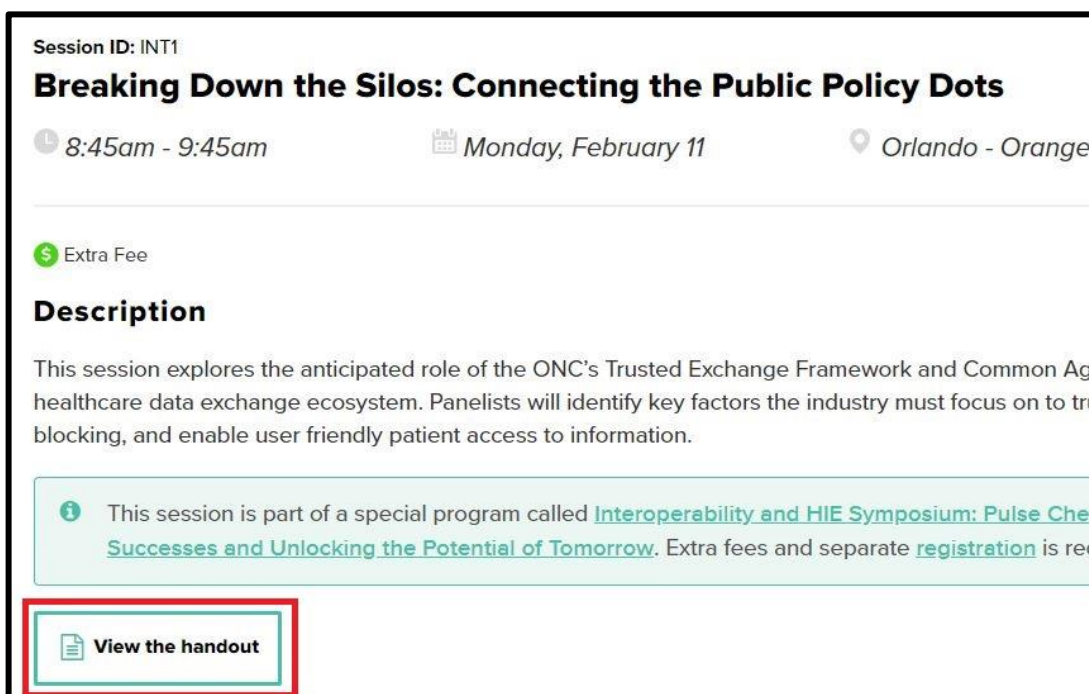 Session ID: INT1
Breaking Down the Silos: Connecting the Public Policy Dots
8:45am - 9:45am Monday, February 11 Orlando - Orange
$ Extra Fee
Description
This session explores the anticipated role of the ONC's Trusted Exchange Framework and Common Ag
healthcare data exchange ecosystem. Panelists will identify key factors the industry must focus on to tr
blocking, and enable user friendly patient access to information.
This session is part of a special program called Interoperability and HIE Symposium: Pulse Che
Successes and Unlocking the Potential of Tomorrow. Extra fees and separate registration is re
View the handout